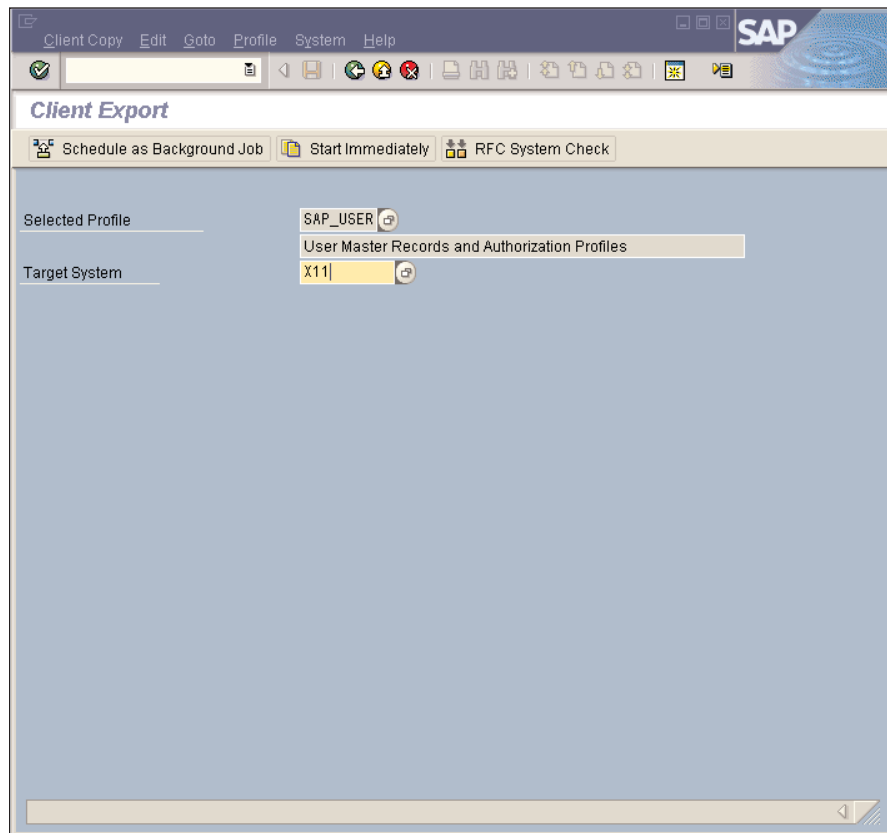 Client Copy Edit Goto Profile System Help
SAP
Client Export
Schedule as Background Job Start Immediately RFC System Check
Selected Profile SAP_USER
User Master Records and Authorization Profiles
Target System X11